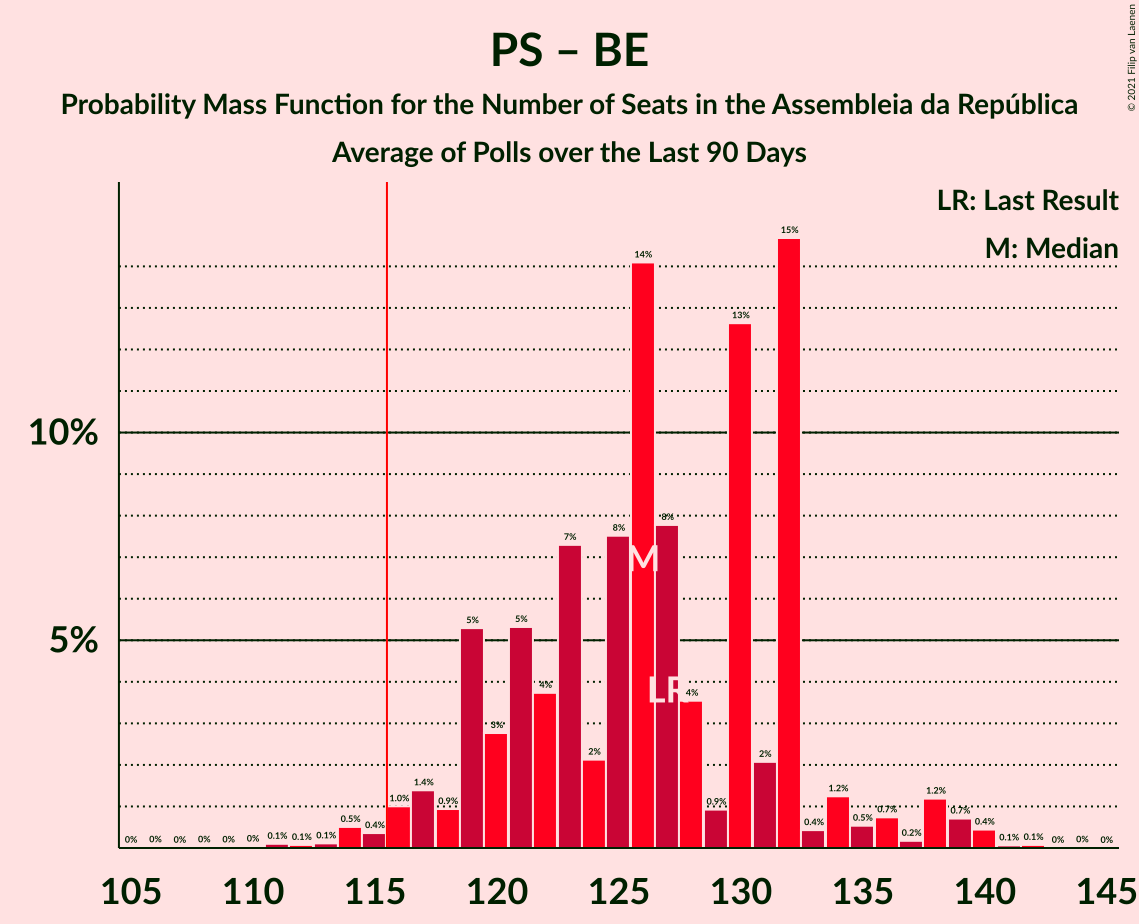 © 2021 Filip van Laenen
PS – BE
Probability Mass Function for the Number of Seats in the Assembleia da República
Average of Polls over the Last 90 Days
LR: Last Result
M: Median
10%
5%
0% 0% 0% 0% 0% 0% 0.1% 0.1% 0.1% 0.5% 0.4% 1.0% 1.4% 0.9% 5% 3% 5% 4% 7% 2% 8% 14% 8% 4% 0.9% 13% 2% 15% 0.4% 1.2% 0.5% 0.7% 0.2% 1.2% 0.7% 0.4% 0.1% 0.1% 0% 0% 0%
M
LR
105 110 115 120 125 130 135 140 145